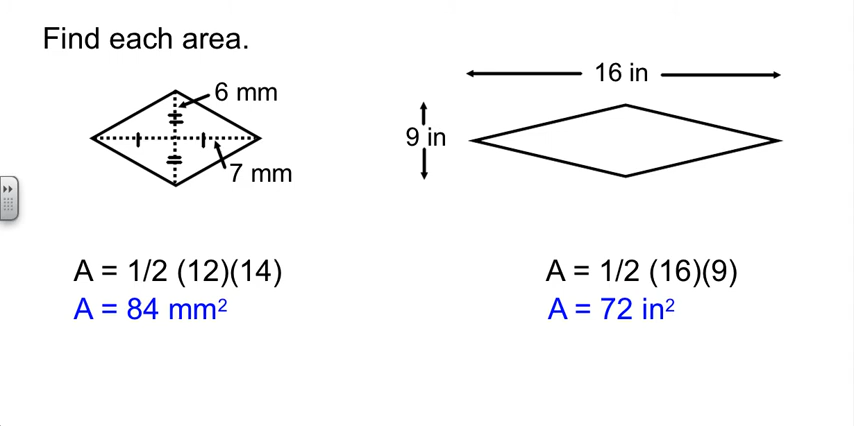 Find each area.
6 mm
7 mm
16 in
9 in
A = 1/2 (12)(14)
A = 84 mm²
A = 1/2 (16)(9)
A = 72 in²